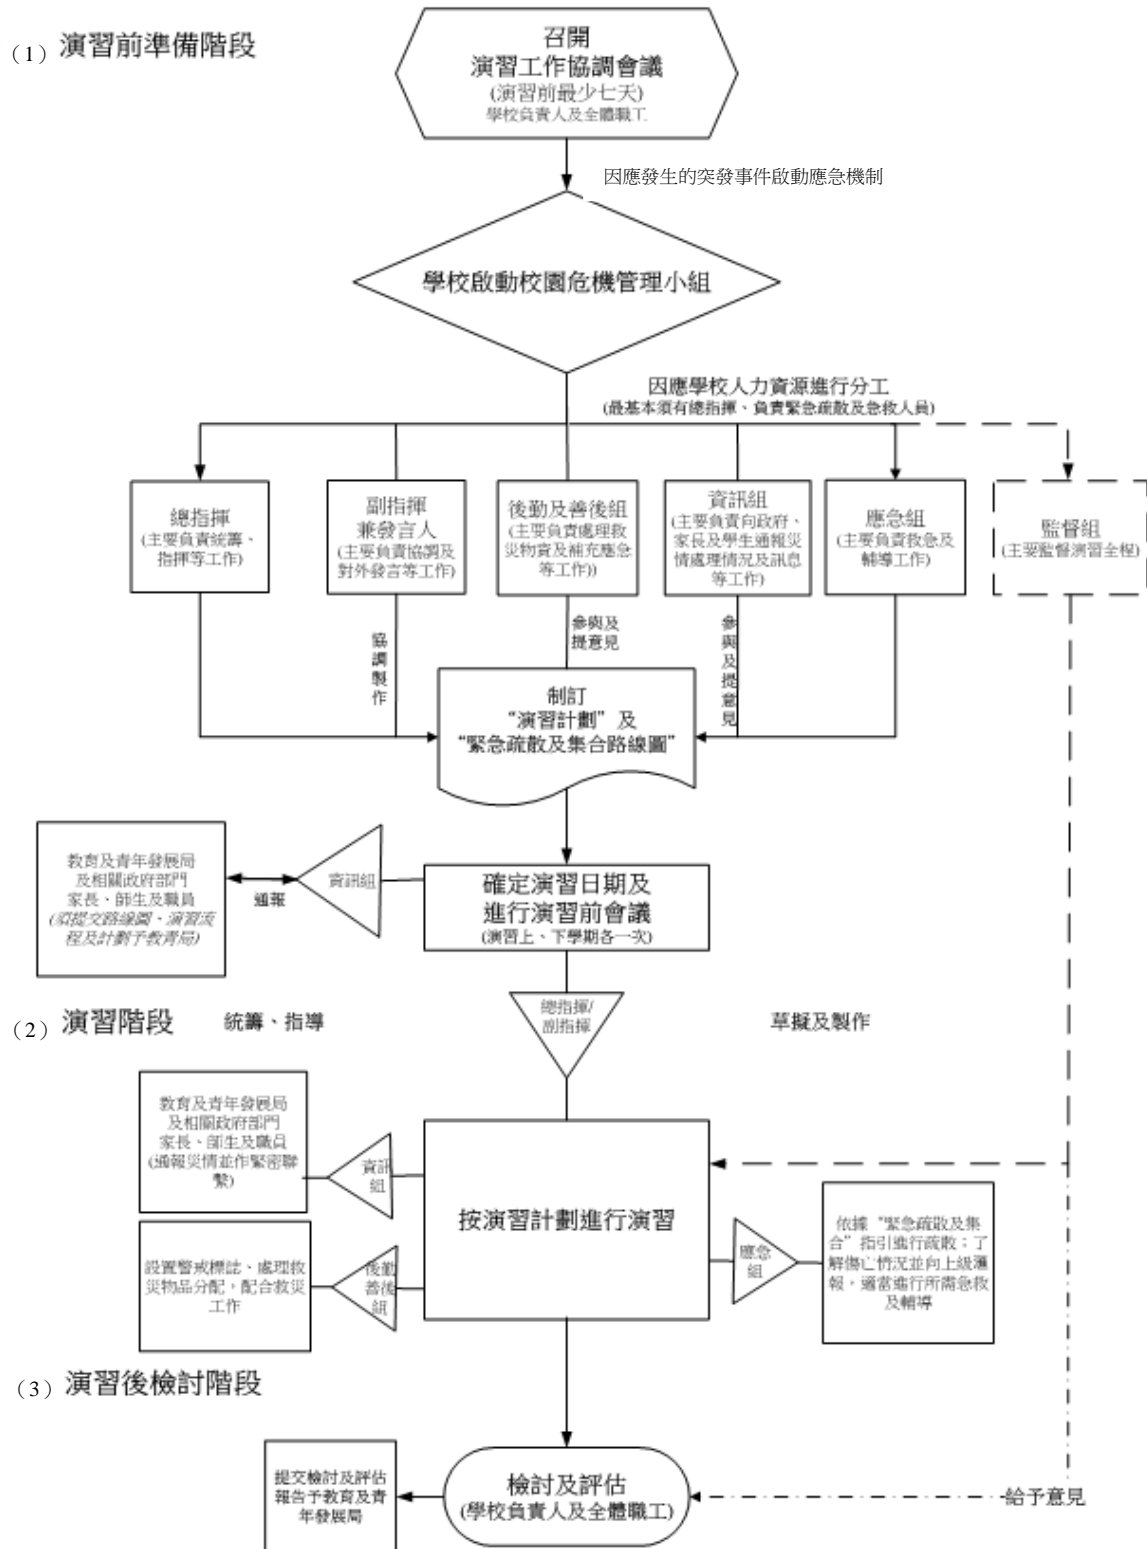 (1) 演習前準備階段
召開
演習工作協調會議
(演習前最少七天)
學校負責人及全體職工
因應發生的突發事件啟動應急機制
學校啟動校園危機管理小組
因應學校人力資源進行分工
(最基本須有總指揮、負責緊急疏散及急救人員)
總指揮
(主要負責統籌、
指揮等工作)
副指揮
兼發言人
(主要負責協調及
對外發言等工作)
後勤及善後組
(主要負責處理救
災物資及補充應急
等工作))
資訊組
(主要負責向政府、
家長及學生通報災
情處理情況及訊息
等工作)
應急組
(主要負責救急及
輔導工作)
監督組
(主要監督演習全程)
協調製作
參與及
提意見
參與及提意見
制訂
“演習計劃”及
“緊急疏散及集合路線圖”
教育及青年發展局
及相關政府部門
家長、師生及職員
(須提交路線圖、演習流
程及計劃予教青局)
通報
資訊組
確定演習日期及
進行演習前會議
(演習上、下學期各一次)
總指揮/
副指揮
(2) 演習階段
統籌、指導
草擬及製作
教育及青年發展局
及相關政府部門
家長、師生及職員
(通報災情並作緊密聯
繫)
資訊
組
按演習計劃進行演習
設置警戒標誌、處理救
災物品分配，配合救災
工作
後勤
善後
組
應急
組
依據“緊急疏散及集
合”指引進行疏散；了
解傷亡情況並向上級滙
報，適當進行所需急救
及輔導
(3) 演習後檢討階段
提交檢討及評估
報告予教育及青
年發展局
檢討及評估
(學校負責人及全體職工)
給予意見